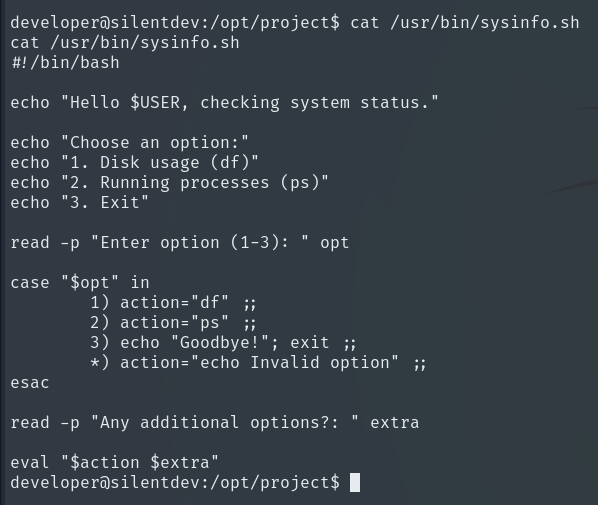 developer@silentdev:/opt/project$ cat /usr/bin/sysinfo.sh
cat /usr/bin/sysinfo.sh
#!/bin/bash
echo "Hello $USER, checking system status."
echo "Choose an option:"
echo "1. Disk usage (df)"
echo "2. Running processes (ps)"
echo "3. Exit"
read -p "Enter option (1-3): " opt
case "$opt" in
        1) action="df" ;;
        2) action="ps" ;;
        3) echo "Goodbye!"; exit ;;
        *) action="echo Invalid option" ;;
esac
read -p "Any additional options?: " extra
eval "$action $extra"
developer@silentdev:/opt/project$